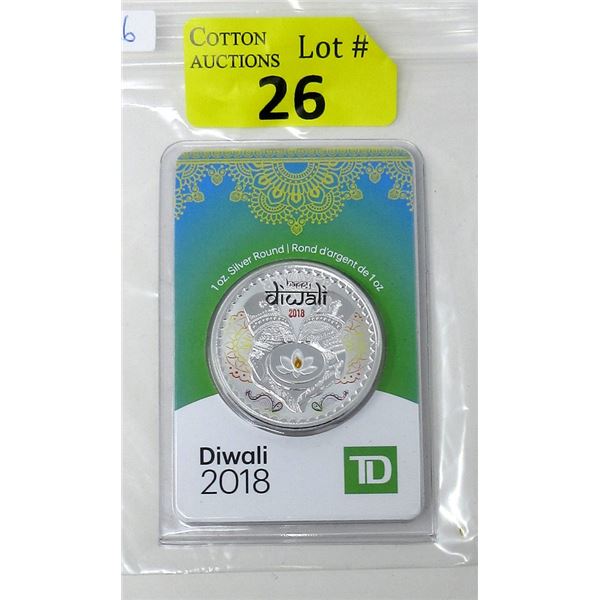 6
COTTON
AUCTIONS
Lot #
26
1 oz. Silver Round | Rond d'argent de 1 oz
happy
diwali
2018
Diwali
2018
TD